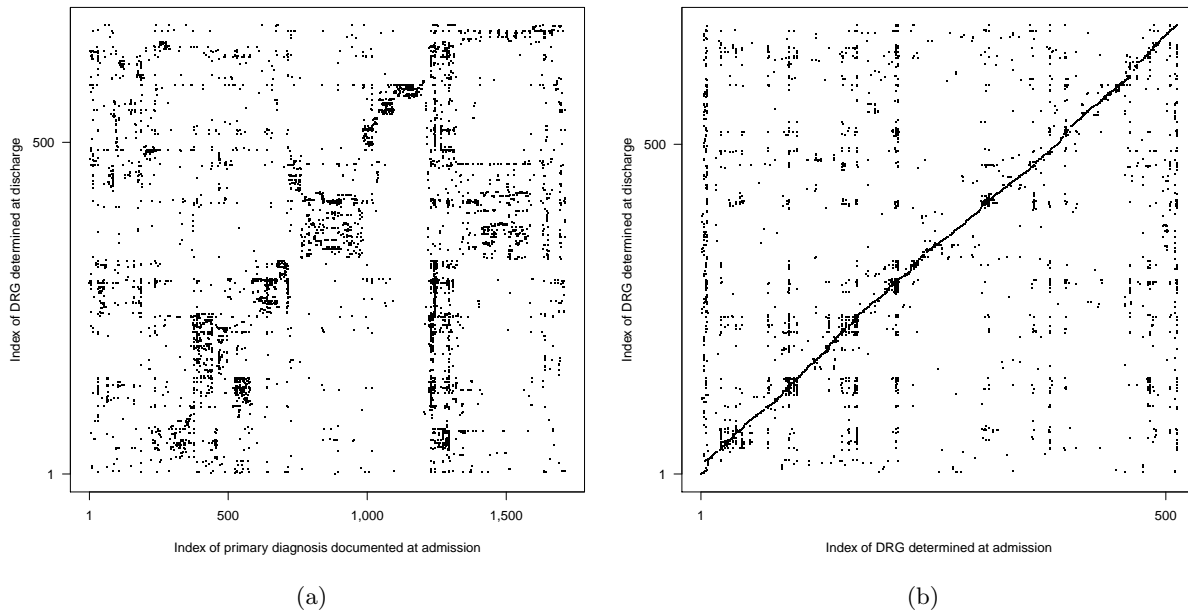 Index of DRG determined at discharge
500
1
1
500
1,000
1,500
Index of primary diagnosis documented at admission
(a)
Index of DRG determined at discharge
500
1
1
500
Index of DRG determined at admission
(b)